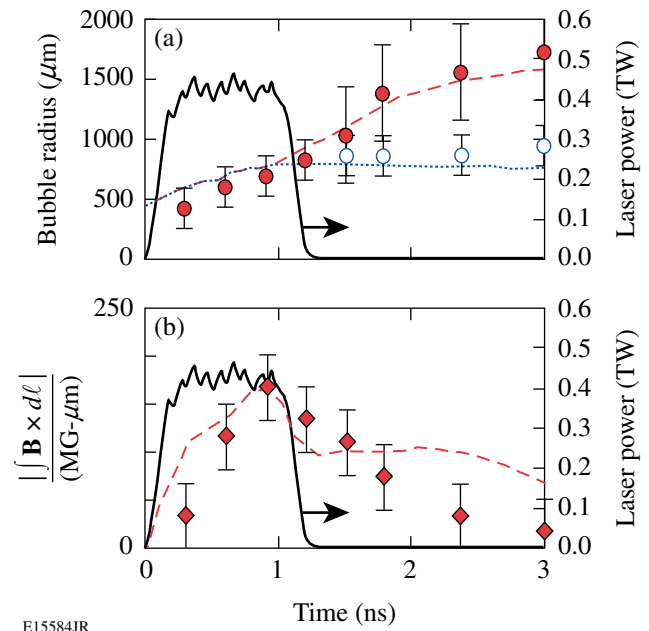 2000
(a)
0.6
1500
0.5
0.4
1000
0.3
500
0.2
0.1
0
0.0
Bubble radius (μm)
Laser power (TW)
250
(b)
0.6
0.5
0.4
0.3
0.2
0.1
0
0.0
|∫ B × dℓ|
(MG-μm)
Laser power (TW)
0 1 2 3
Time (ns)
E15584JR